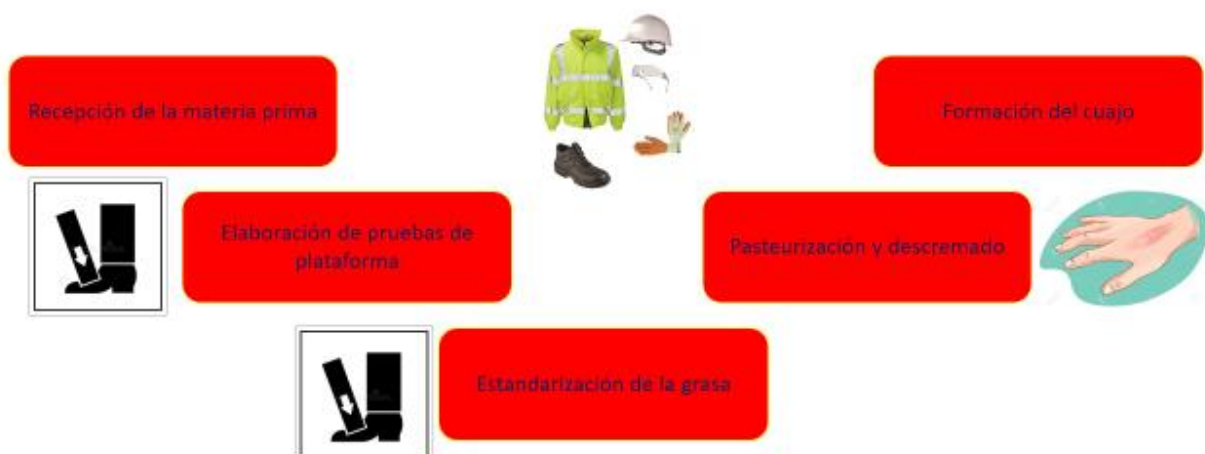 Recepción de la materia prima
Elaboración de pruebas de
plataforma
Estandarización de la grasa
Pasteurización y descremado
Formación del cuajo